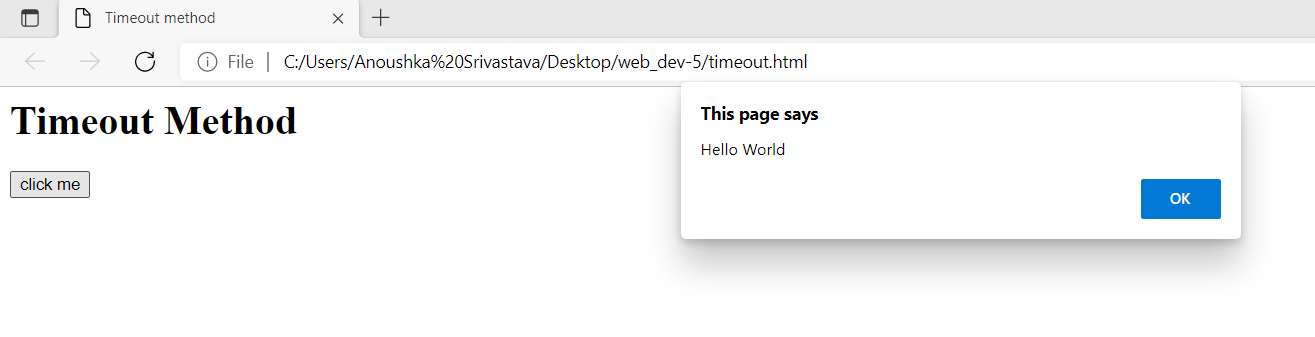 Timeout method
File
C:/Users/Anoushka%20Srivastava/Desktop/web_dev-5/timeout.html
Timeout Method
click me
This page says
Hello World
OK